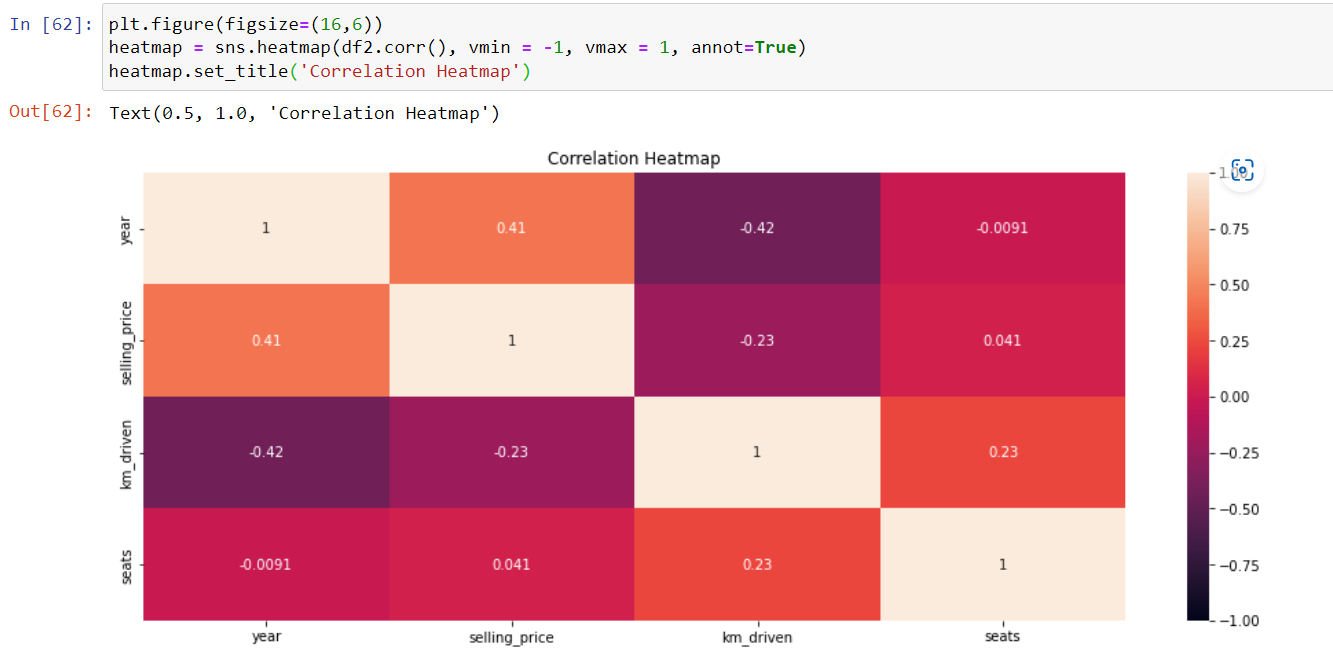 In [62]: plt.figure(figsize=(16,6))
heatmap = sns.heatmap(df2.corr(), vmin = -1, vmax = 1, annot=True)
heatmap.set_title('Correlation Heatmap')
Out[62]: Text(0.5, 1.0, 'Correlation Heatmap')
Correlation Heatmap
year 1 0.41 -0.42 -0.0091
selling_price 0.41 1 -0.23 0.041
km_driven -0.42 -0.23 1 0.23
seats -0.0091 0.041 0.23 1
year selling_price km_driven seats
1.00
0.75
0.50
0.25
0.00
−0.25
−0.50
−0.75
−1.00